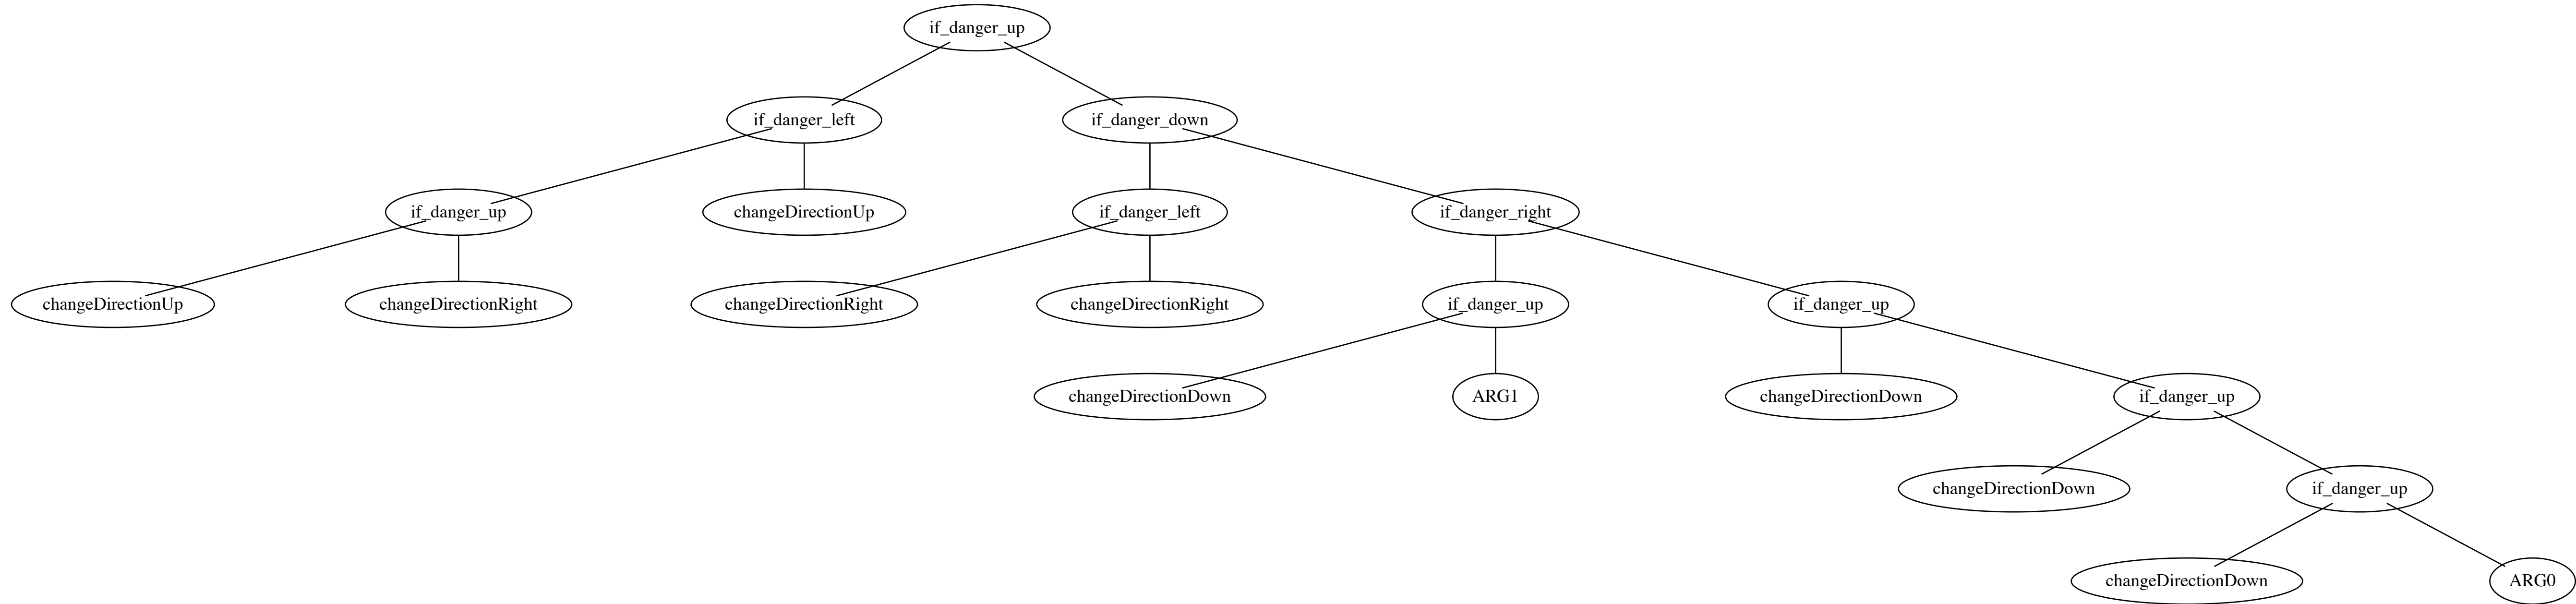 if_danger_up
if_danger_left
if_danger_down
if_danger_up
changeDirectionUp
if_danger_left
if_danger_right
changeDirectionUp
changeDirectionRight
changeDirectionRight
changeDirectionRight
if_danger_up
if_danger_up
changeDirectionDown
ARG1
changeDirectionDown
if_danger_up
changeDirectionDown
if_danger_up
changeDirectionDown
ARG0